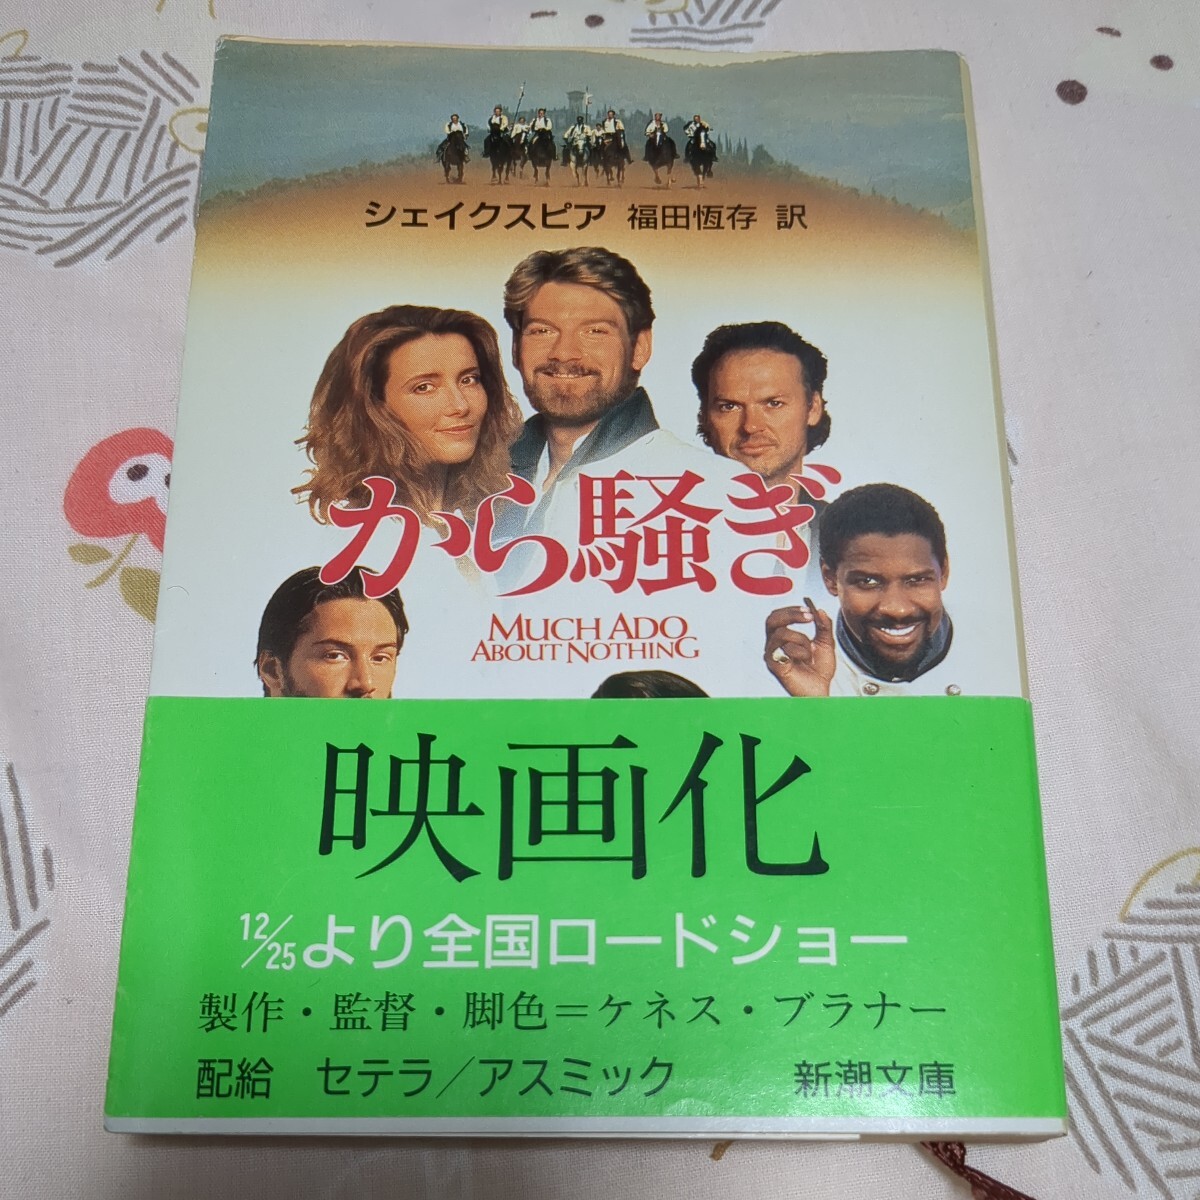 シェイクスピア 福田恆存 訳
から騒ぎ
MUCH ADO
ABOUT NOTHING
映画化
12/25より全国ロードショー
製作・監督・脚色＝ケネス・ブラナー
配給 セテラ/アスミック 新潮文庫